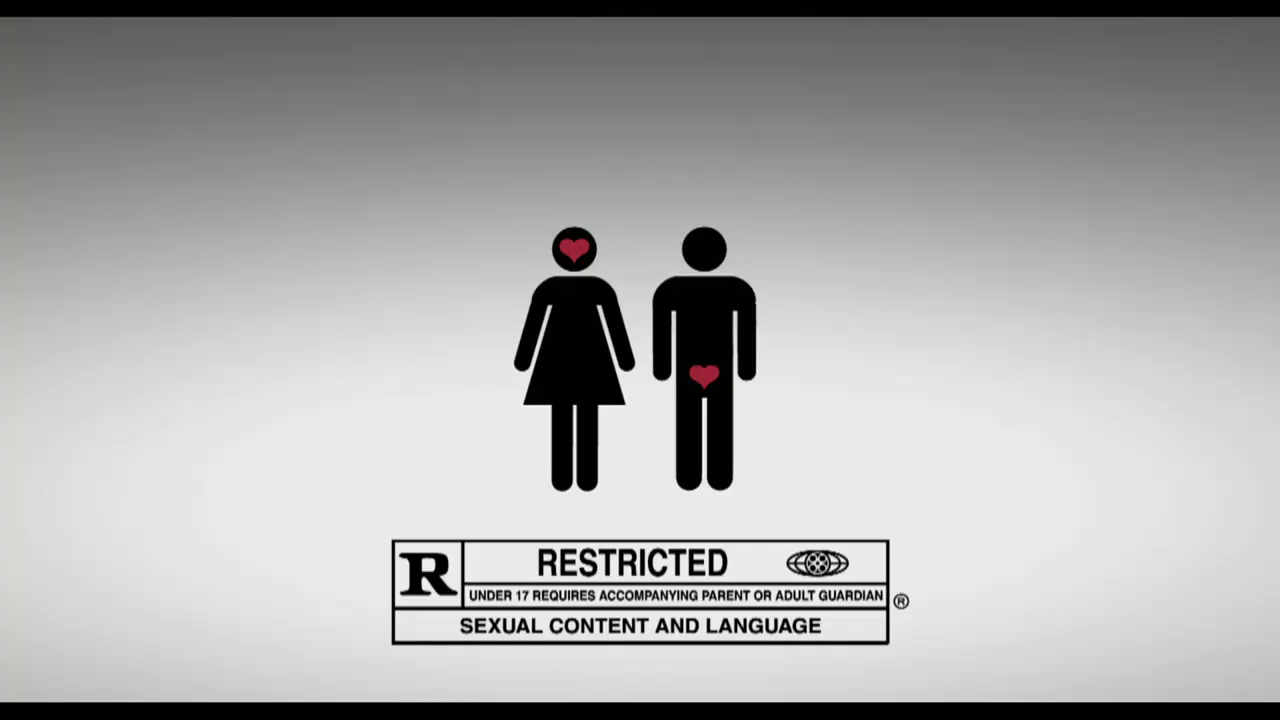 R
RESTRICTED
UNDER 17 REQUIRES ACCOMPANYING PARENT OR ADULT GUARDIAN
®
SEXUAL CONTENT AND LANGUAGE